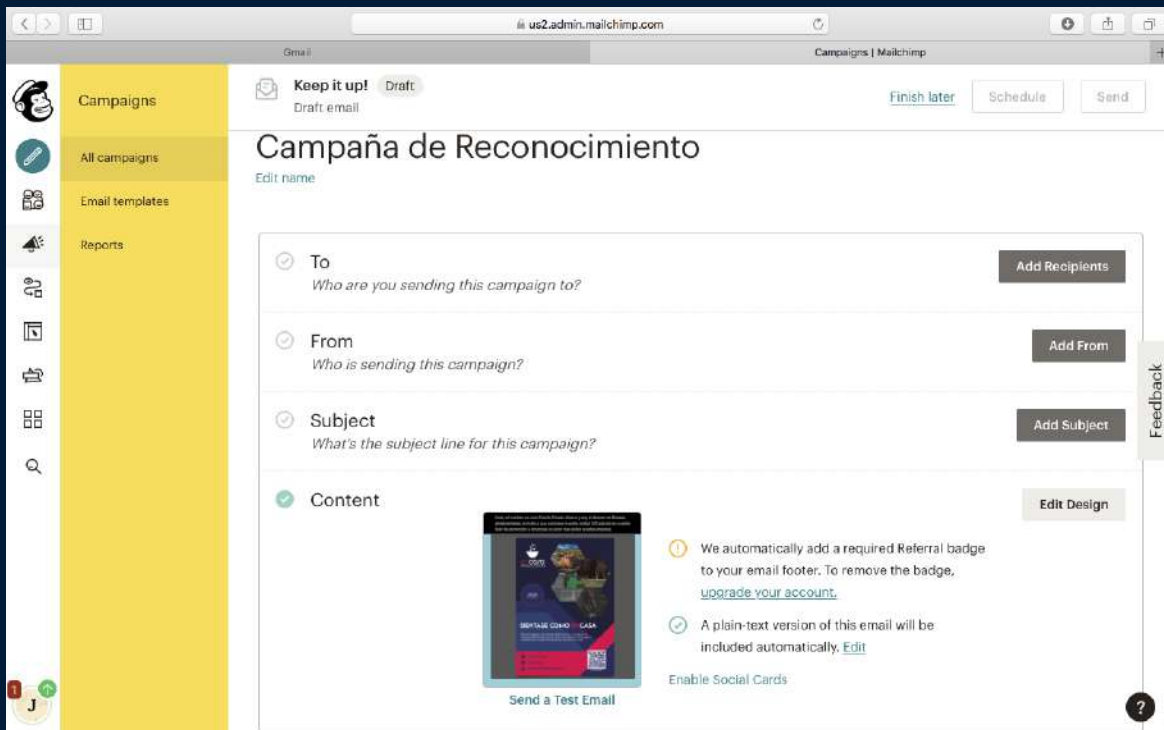 us2.admin.mailchimp.com
Gmail
Campaigns | Mailchimp
Campaigns
All campaigns
Email templates
Reports
Keep it up! Draft
Draft email
Finish later
Schedule
Send
Campaña de Reconocimiento
Edit name
To
Who are you sending this campaign to?
Add Recipients
From
Who is sending this campaign?
Add From
Subject
What's the subject line for this campaign?
Add Subject
Content
Edit Design
SIENTASE COMO EN CASA
We automatically add a required Referral badge
to your email footer. To remove the badge,
upgrade your account.
A plain-text version of this email will be
included automatically. Edit
Enable Social Cards
Send a Test Email
Feedback
1
J
?